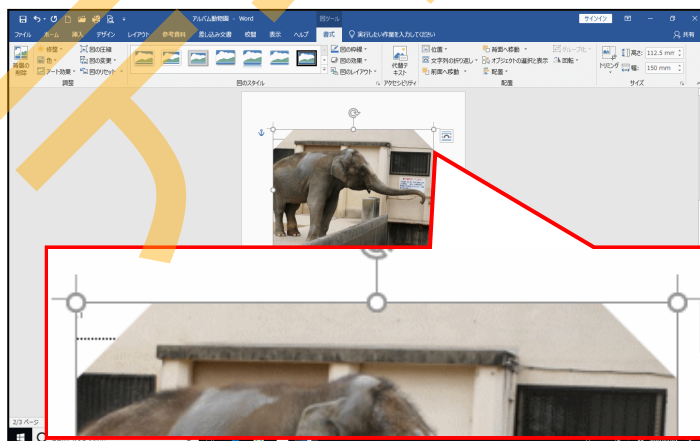 アルバム動物園 - Word
図ツール
サインイン
ファイル ホーム 挿入 デザイン レイアウト 参考資料 差し込み文書 校閲 表示 ヘルプ 書式 実行したい作業を入力してください
共有
背景の削除
修整
色
アート効果
図の圧縮
図の変更
図のリセット
調整
図のスタイル
図の枠線
図の効果
図のレイアウト
代替テキスト
アクセシビリティ
位置
文字列の折り返し
前面へ移動
背面へ移動
オブジェクトの選択と表示
配置
グループ化
回転
配置
トリミング
高さ: 112.5 mm
幅: 150 mm
サイズ
2/3 ページ